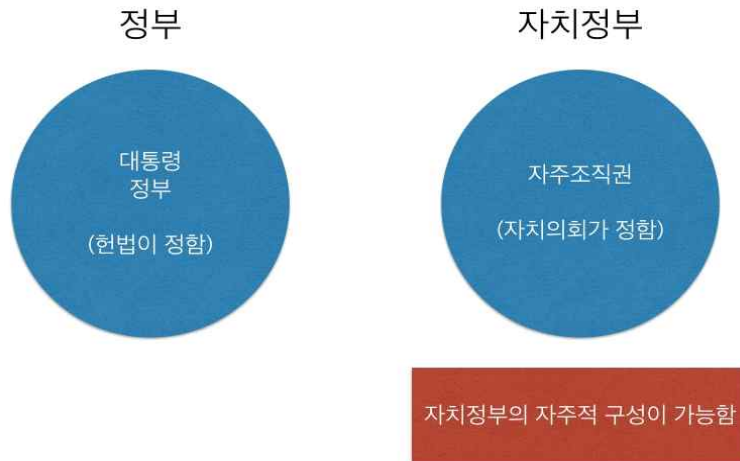 정부
자치정부
대통령
정부
(헌법이 정함)
자주조직권
(자치의회가 정함)
자치정부의 자주적 구성이 가능함